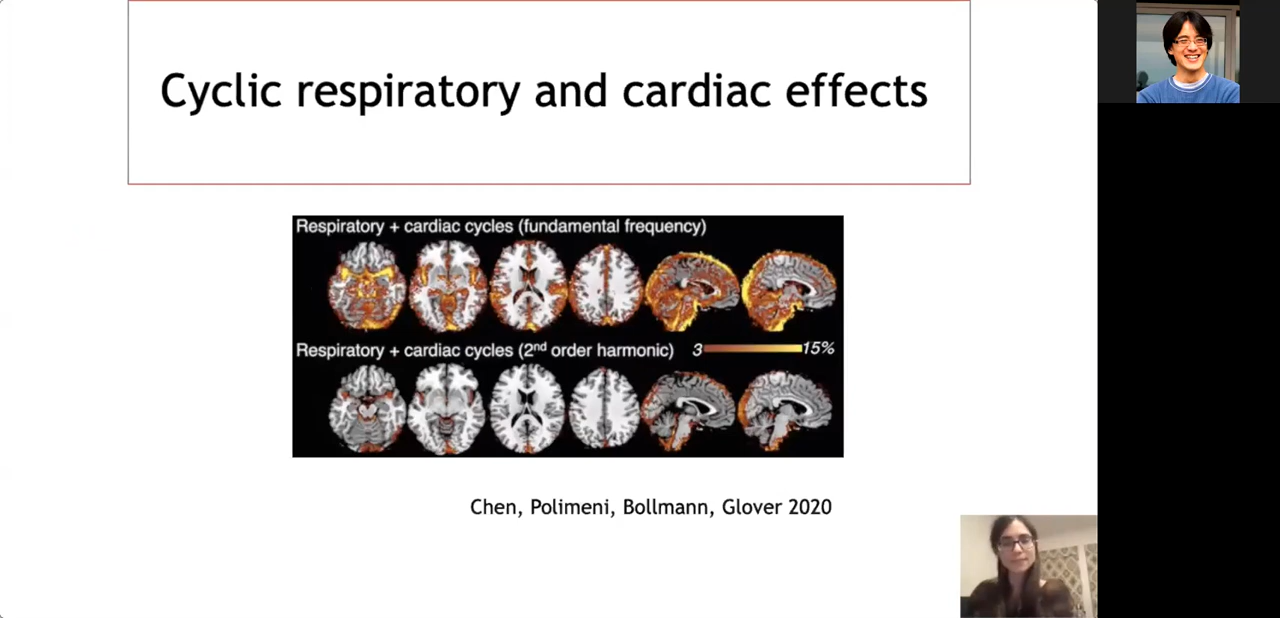 Cyclic respiratory and cardiac effects
Respiratory + cardiac cycles (fundamental frequency)
Respiratory + cardiac cycles (2nd order harmonic) 3 15%
Chen, Polimeni, Bollmann, Glover 2020